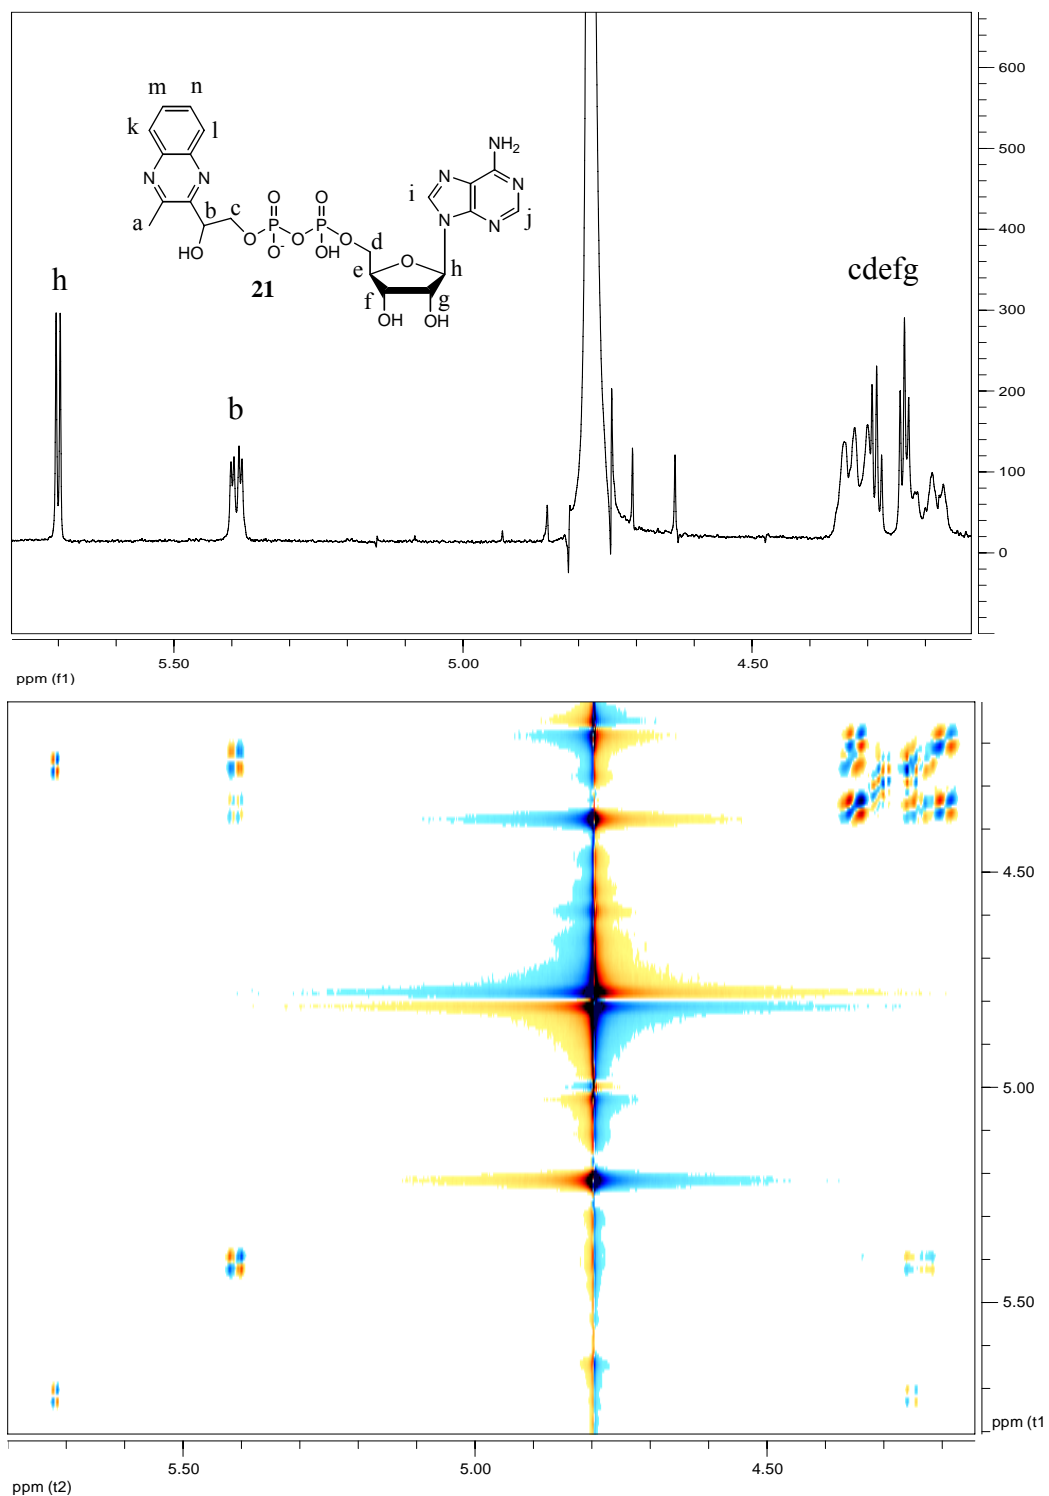 600
m n
k l
500
NH2
N N O O N N
i j
b c P P N N
a O O O d
HO O- OH O
400
h e h cdefg
21 f g
OH OH
300
b
200
100
0
5.50 5.00 4.50
ppm (f1)
4.50
5.00
5.50
ppm (t1
5.50 5.00 4.50
ppm (t2)